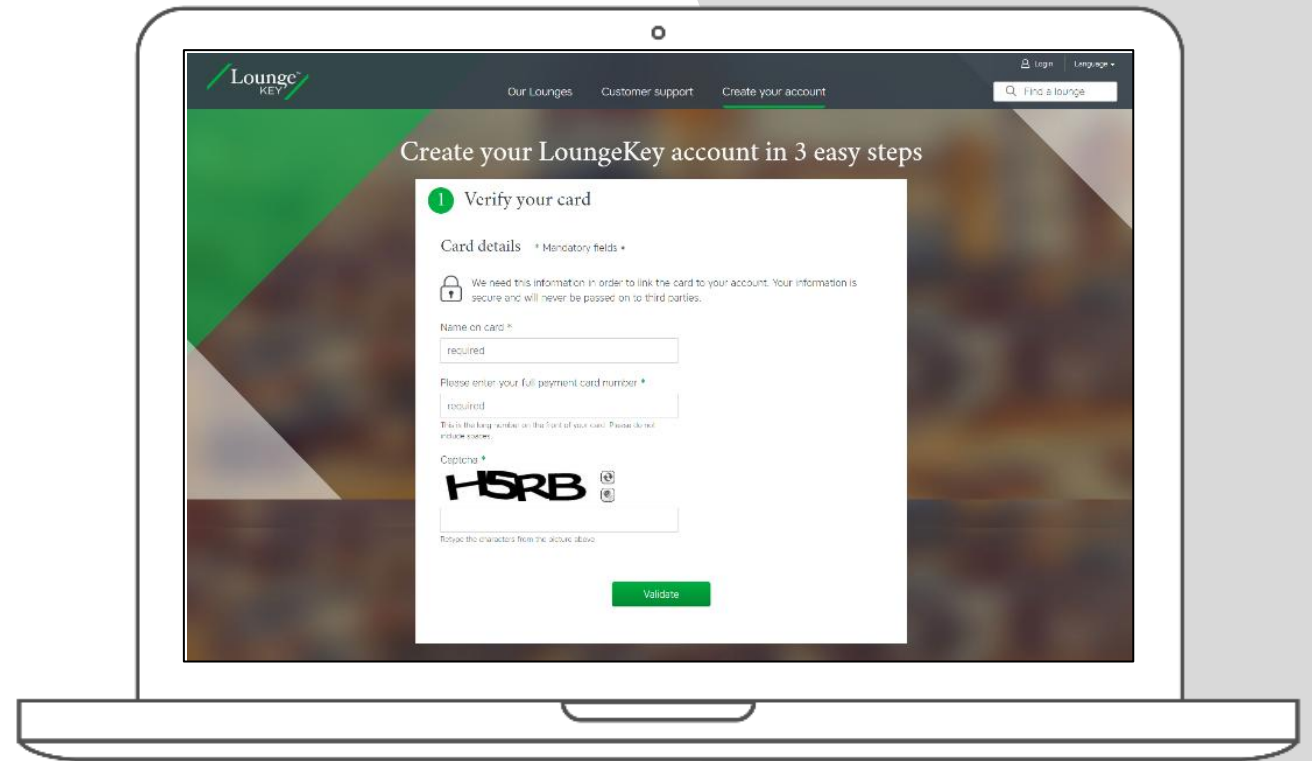 Lounge™
KEY
Login
Language
Our Lounges
Customer support
Create your account
Find a lounge
Create your LoungeKey account in 3 easy steps
1 Verify your card
Card details * Mandatory fields •
We need this information in order to link the card to your account. Your information is
secure and will never be passed on to third parties.
Name on card *
required
Please enter your full payment card number *
required
This is the long number on the front of your card. Please do not
include spaces.
Captcha *
H5RB
Retype the characters from the picture above
Validate